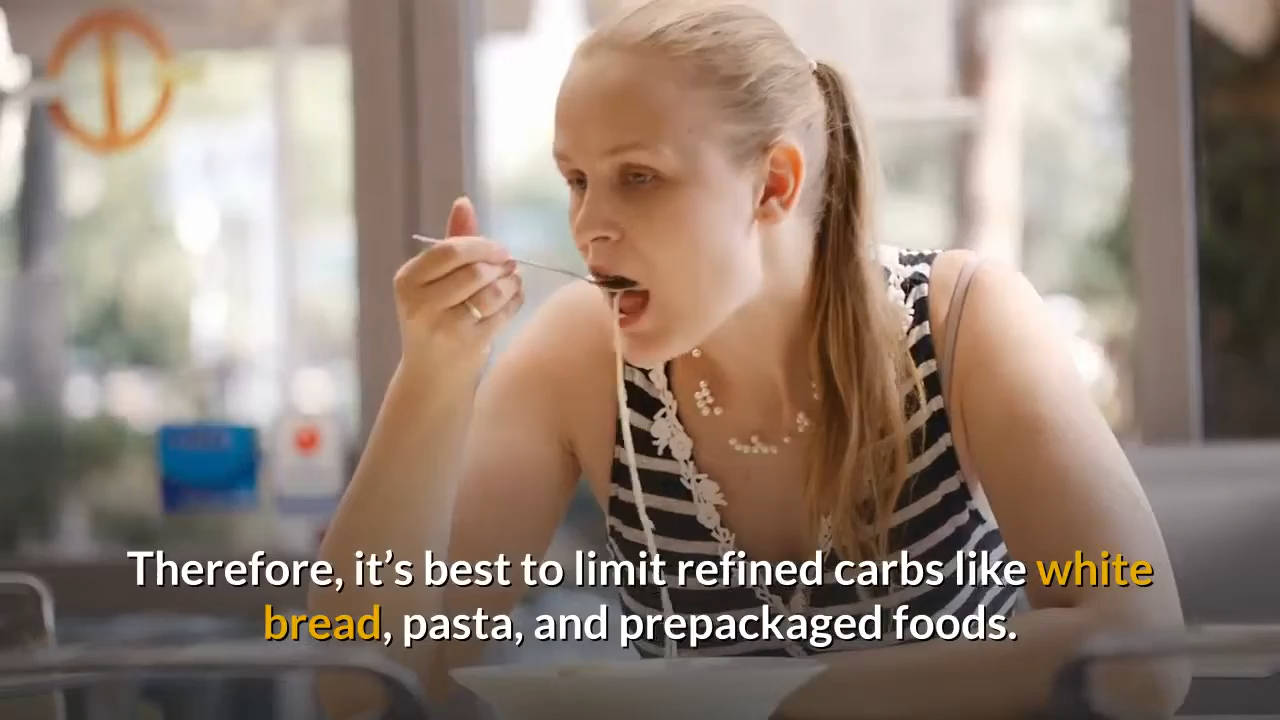 Therefore, it’s best to limit refined carbs like white
bread, pasta, and prepackaged foods.